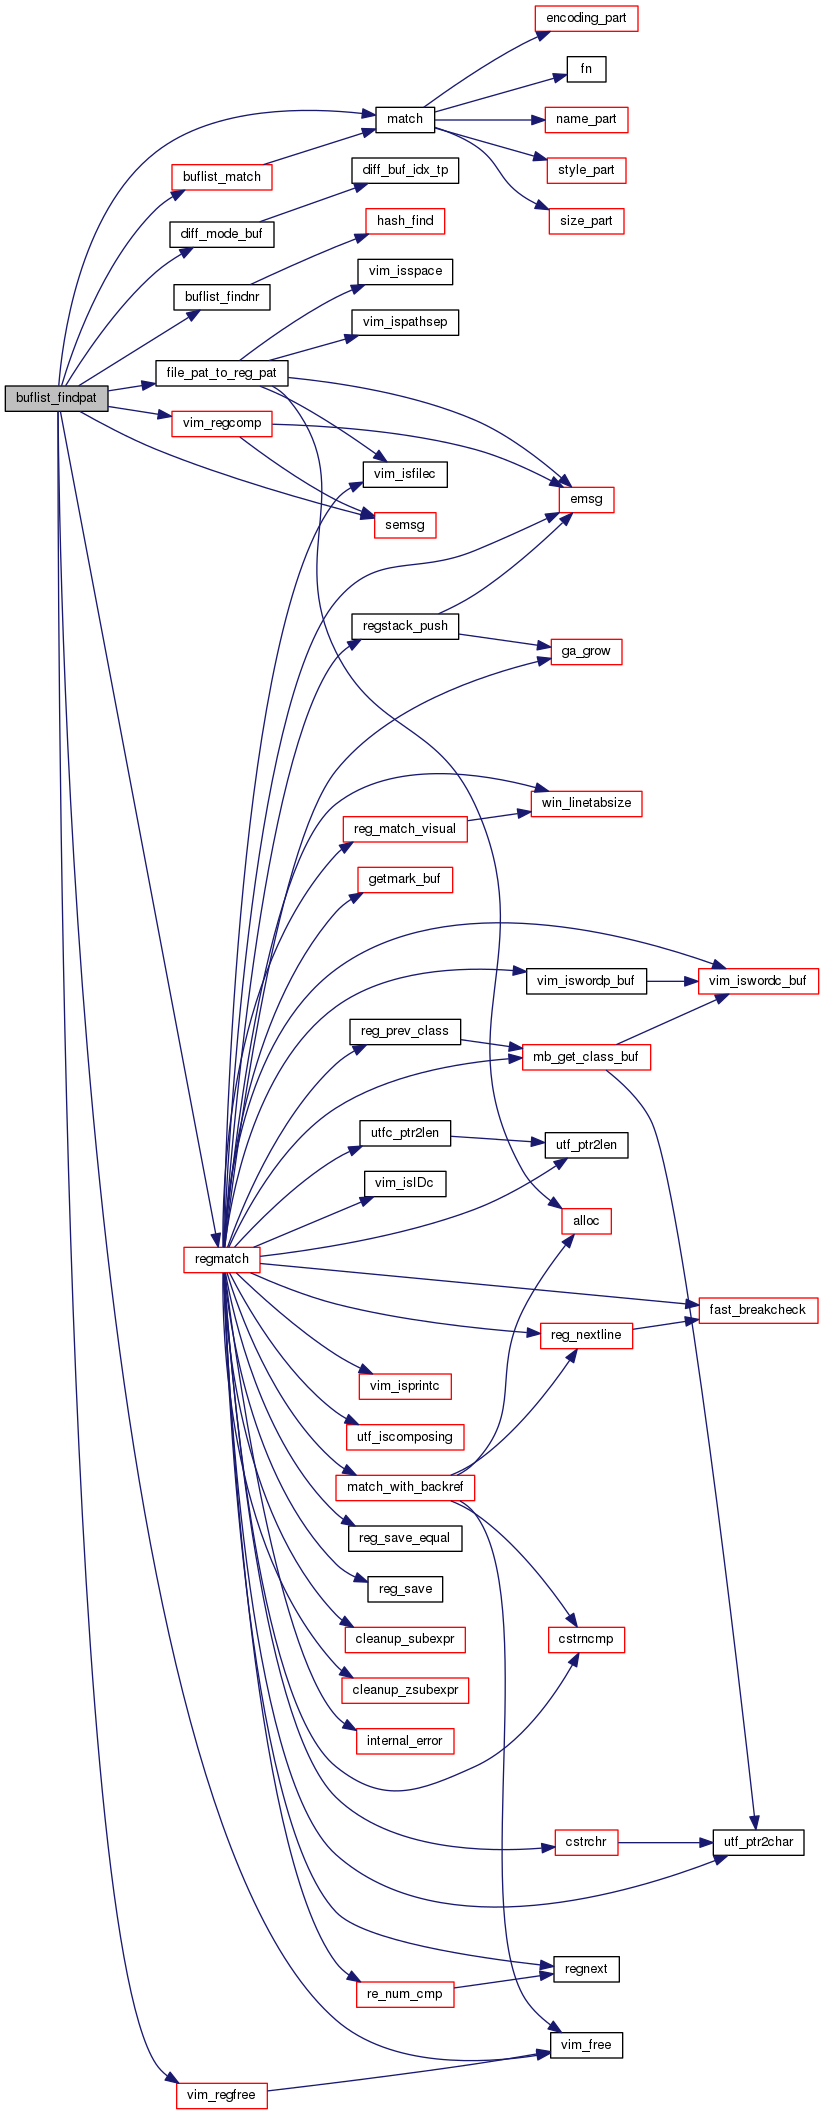 encoding_part
fn
match
name_part
diff_buf_idx_tp
style_part
buflist_match
hash_find
size_part
diff_mode_buf
vim_isspace
buflist_findnr
vim_ispathsep
file_pat_to_reg_pat
buflist_findpat
vim_regcomp
vim_isfilec
emsg
semsg
regstack_push
ga_grow
win_linetabsize
reg_match_visual
getmark_buf
vim_iswordp_buf
vim_iswordc_buf
reg_prev_class
mb_get_class_buf
utfc_ptr2len
utf_ptr2len
vim_isIDc
alloc
regmatch
fast_breakcheck
reg_nextline
vim_isprintc
utf_iscomposing
match_with_backref
reg_save_equal
reg_save
cleanup_subexpr
cstrncmp
cleanup_zsubexpr
internal_error
cstrchr
utf_ptr2char
regnext
re_num_cmp
vim_free
vim_regfree